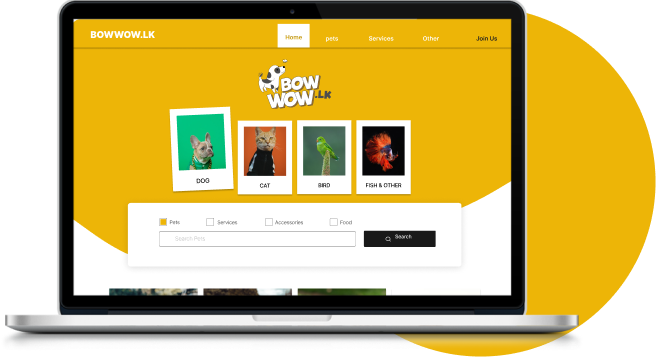 BOWWOW.LK
Home
pets
Services
Other
Join Us
BOW
WOW.LK
DOG
CAT
BIRD
FISH & OTHER
Pets
Services
Accessories
Food
Search Pets
Search